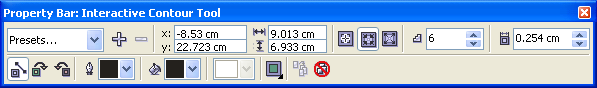 Property Bar: Interactive Contour Tool
Presets...
x: -8.53 cm
y: 22.723 cm
9.013 cm
6.933 cm
6
0.254 cm